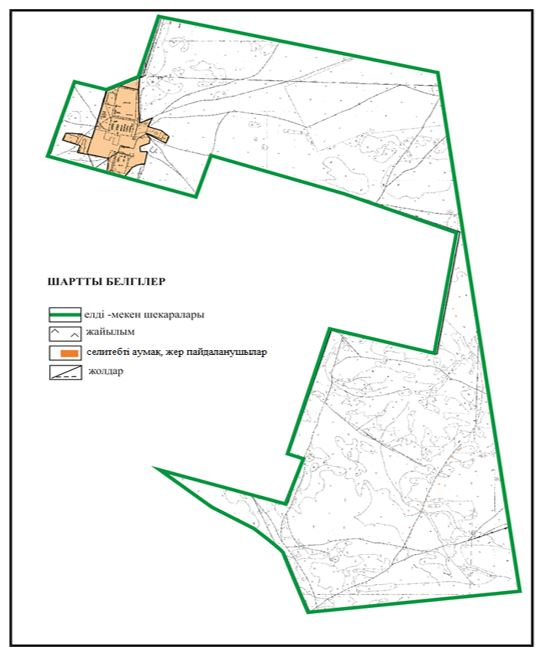 ШАРТТЫ БЕЛГІЛЕР
елді -мекен шекаралары
жайылым
селитебті аумақ, жер пайдаланушылар
жолдар